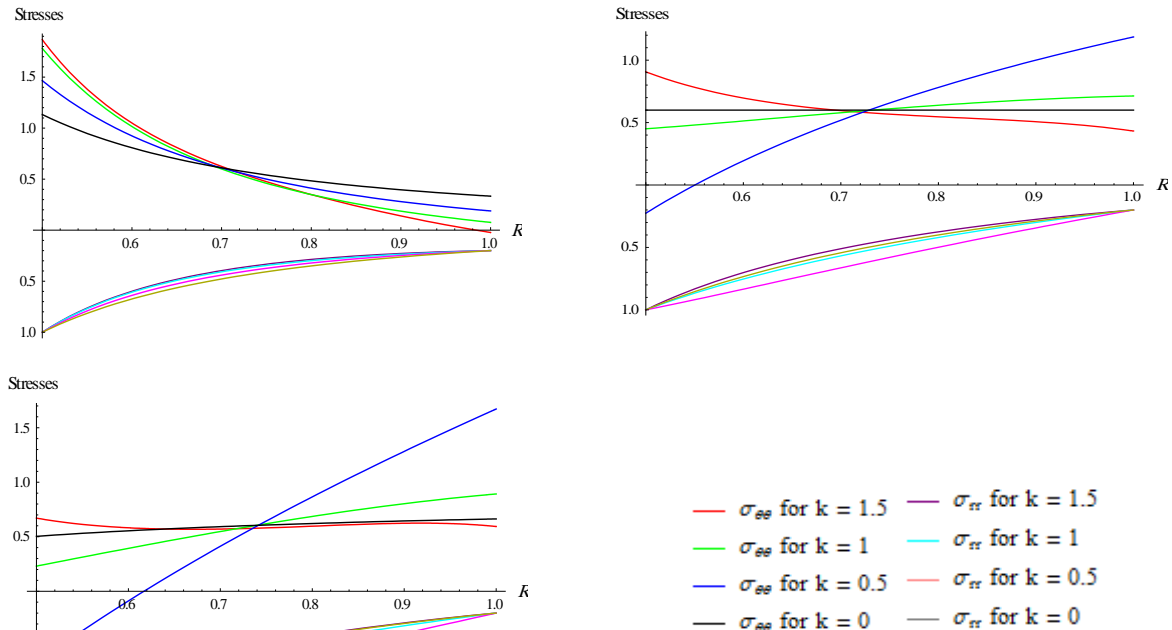 Stresses
1.5
1.0
0.5
0.6 0.7 0.8 0.9 1.0 R
0.5
1.0
Stresses
1.0
0.5
0.6 0.7 0.8 0.9 1.0 R
0.5
1.0
Stresses
1.5
1.0
0.5
0.6 0.7 0.8 0.9 1.0 R
σθθ for k = 1.5
σθθ for k = 1
σθθ for k = 0.5
σθθ for k = 0
σrr for k = 1.5
σrr for k = 1
σrr for k = 0.5
σrr for k = 0